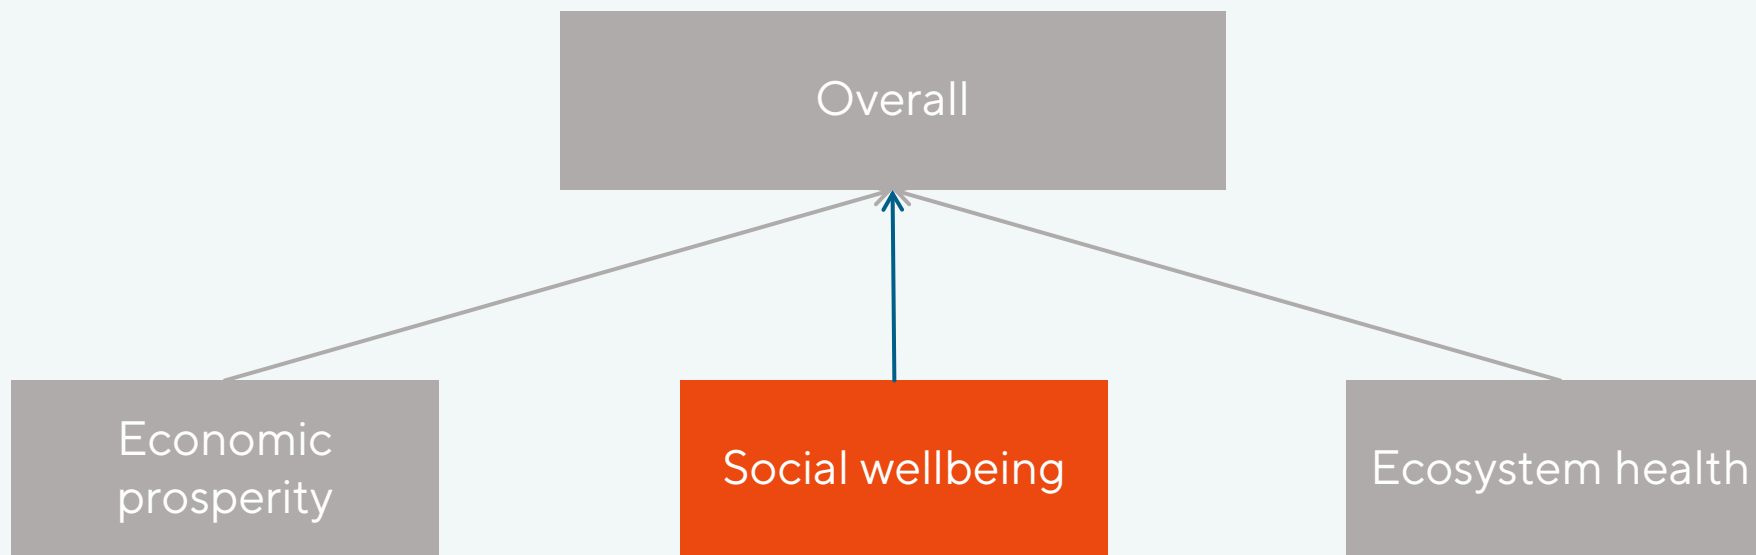 Overall
Economic
prosperity
Social wellbeing
Ecosystem health